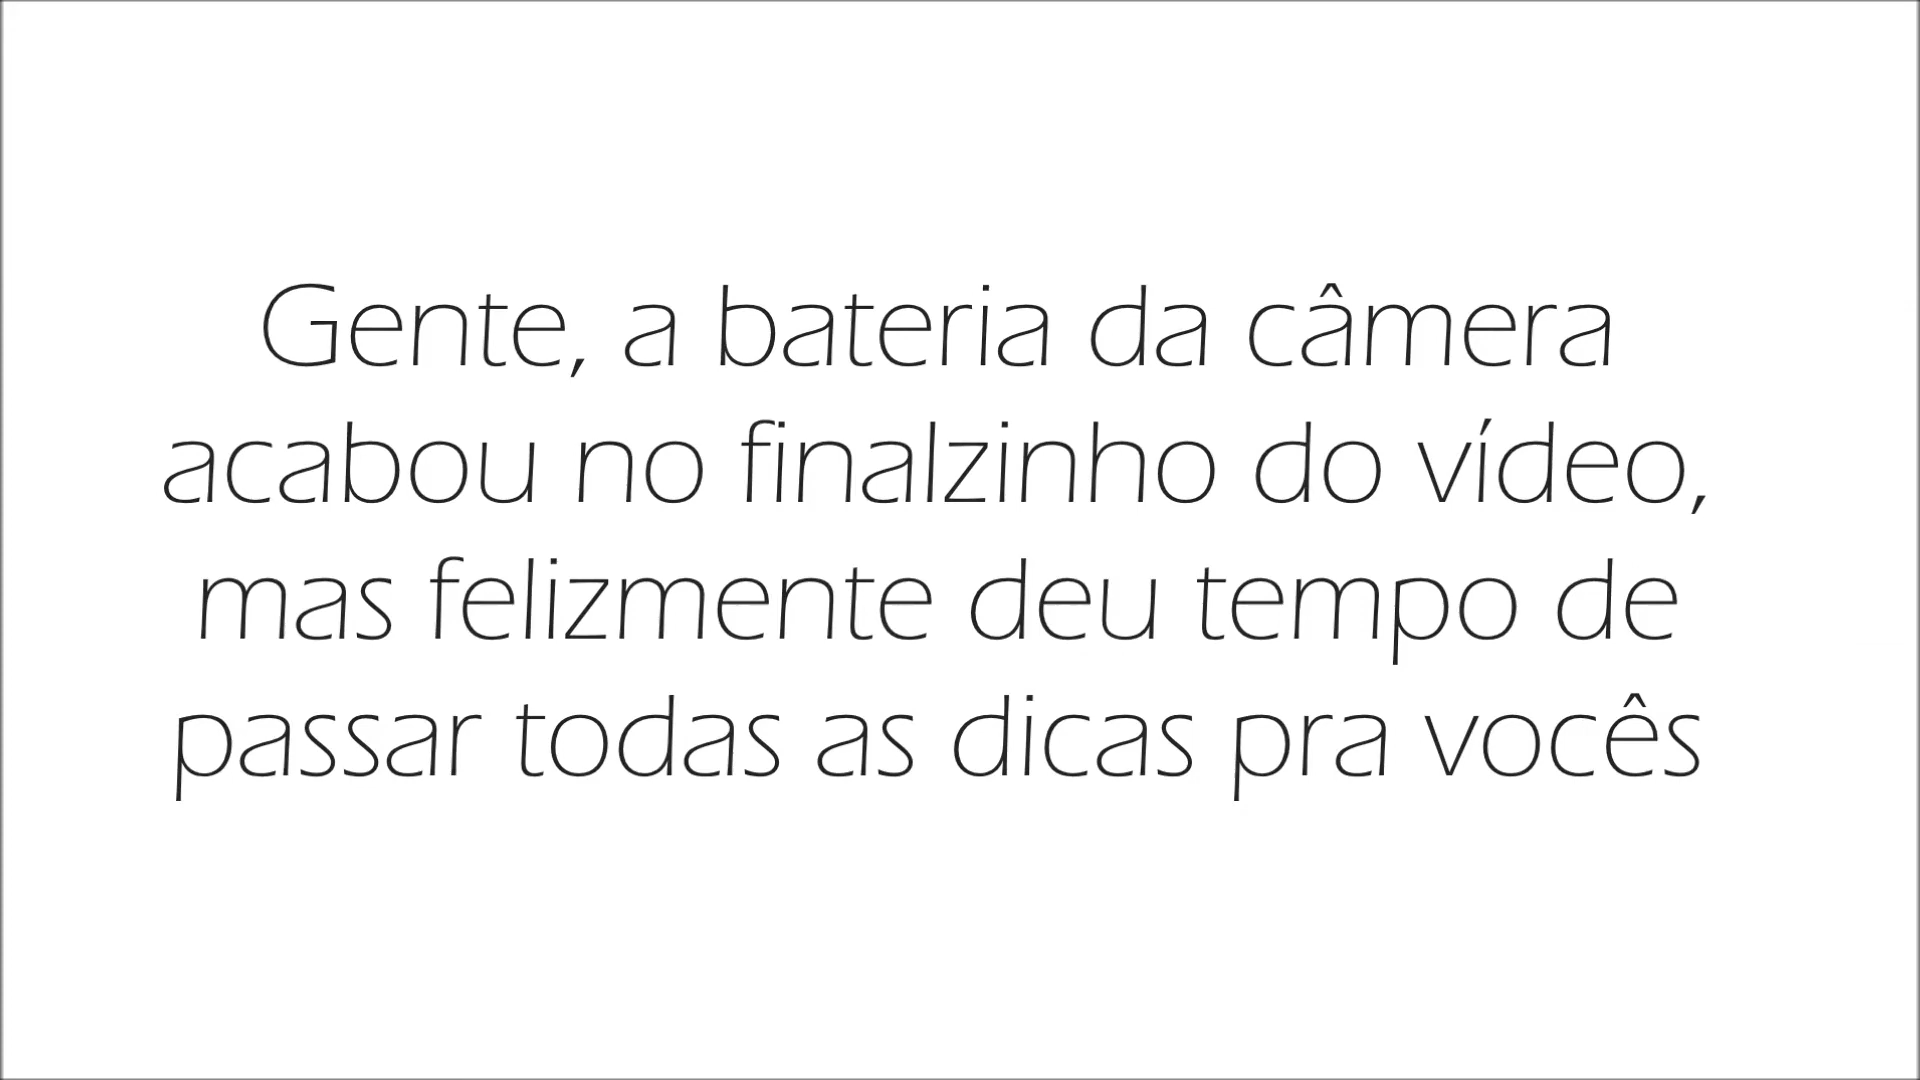 Gente, a bateria da câmera
acabou no finalzinho do vídeo,
mas felizmente deu tempo de
passar todas as dicas pra vocês